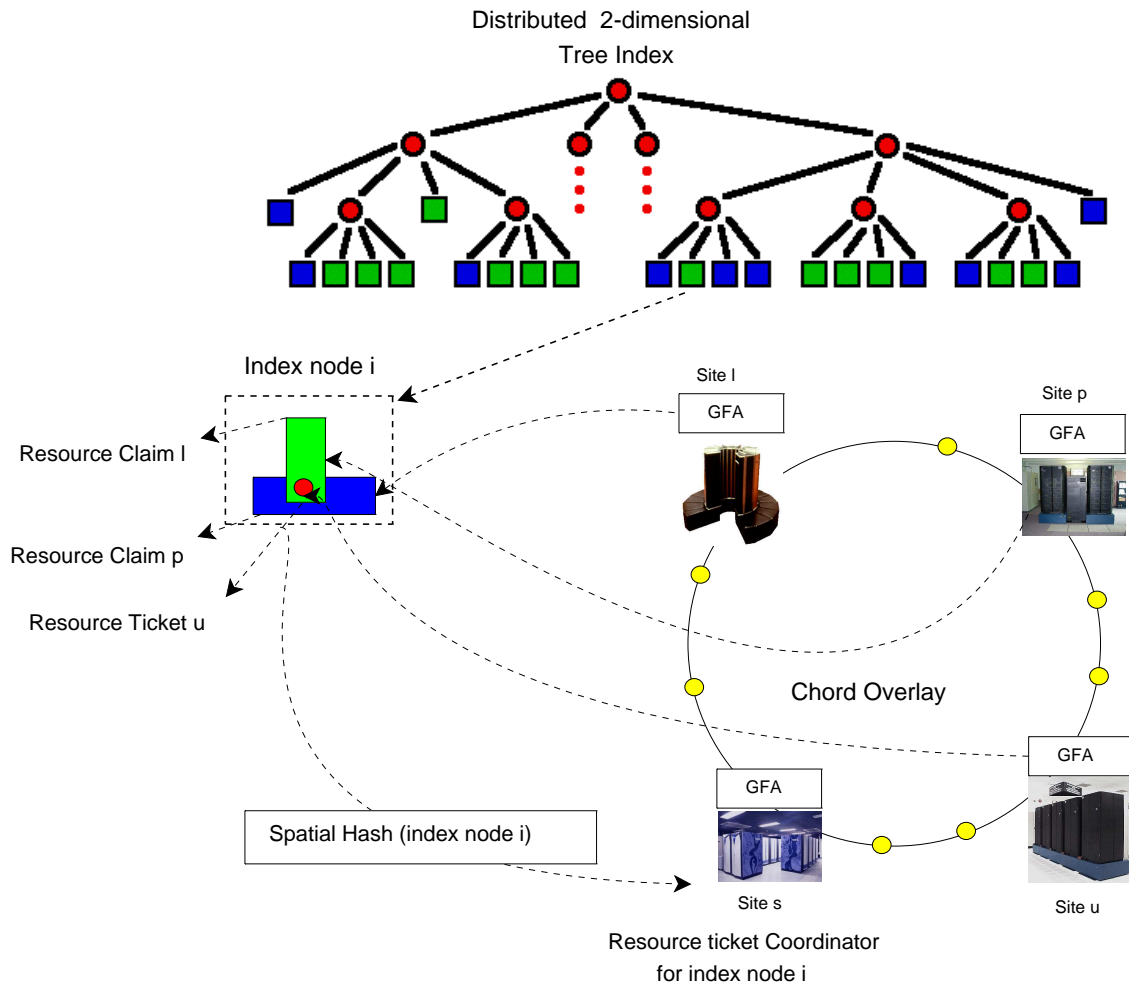 Distributed 2-dimensional
Tree Index
Index node i
Site l
Site p
GFA
GFA
Resource Claim l
Resource Claim p
Resource Ticket u
Chord Overlay
GFA
GFA
Spatial Hash (index node i)
Site s
Site u
Resource ticket Coordinator
for index node i